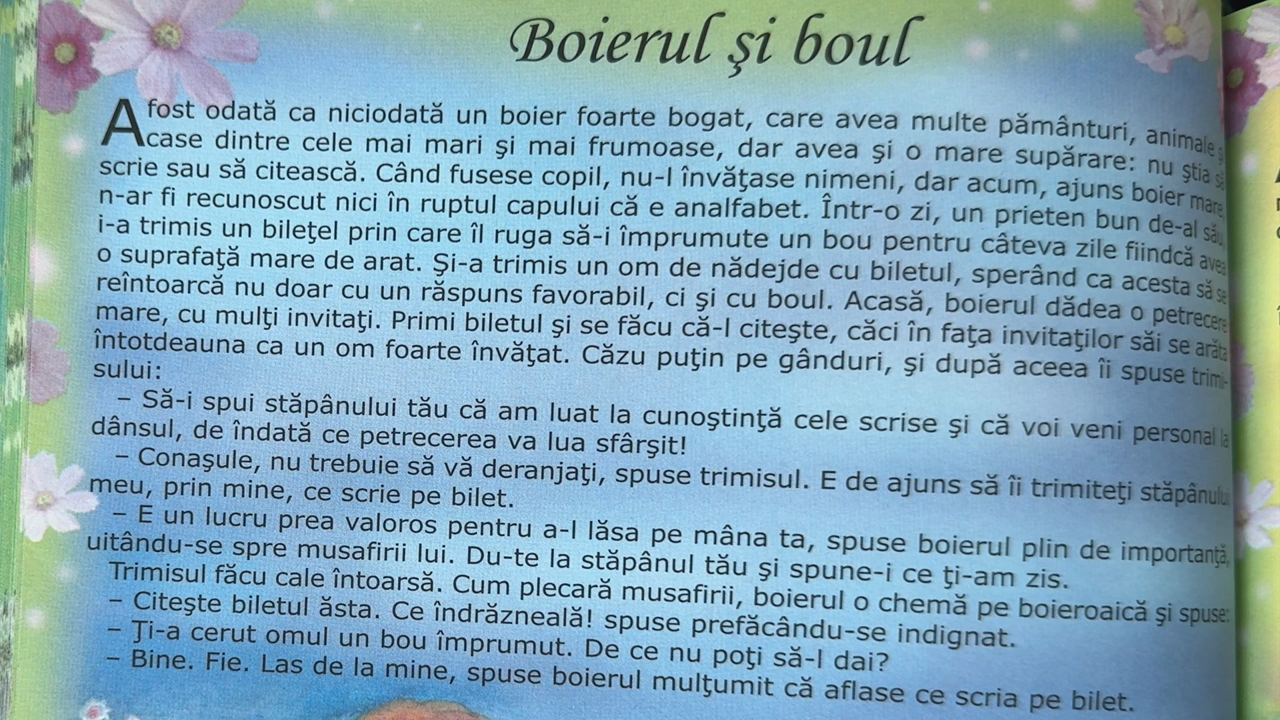 Boierul şi boul
A fost odată ca niciodată un boier foarte bogat, care avea multe pământuri, animale şi
case dintre cele mai mari şi mai frumoase, dar avea şi o mare supărare: nu ştia să
scrie sau să citească. Când fusese copil, nu-l învăţase nimeni, dar acum, ajuns boier mare,
n-ar fi recunoscut nici în ruptul capului că e analfabet. Într-o zi, un prieten bun de-al său,
i-a trimis un bileţel prin care îl ruga să-i împrumute un bou pentru câteva zile fiindcă avea
o suprafaţă mare de arat. Şi-a trimis un om de nădejde cu biletul, sperând ca acesta să se
reîntoarcă nu doar cu un răspuns favorabil, ci şi cu boul. Acasă, boierul dădea o petrecere
mare, cu mulţi invitaţi. Primi biletul şi se făcu că-l citeşte, căci în faţa invitaţilor săi se arăta
întotdeauna ca un om foarte învăţat. Căzu puţin pe gânduri, şi după aceea îi spuse trimi-
sului:
– Să-i spui stăpânului tău că am luat la cunoştinţă cele scrise şi că voi veni personal la
dânsul, de îndată ce petrecerea va lua sfârşit!
– Conaşule, nu trebuie să vă deranjaţi, spuse trimisul. E de ajuns să îi trimiteţi stăpânului
meu, prin mine, ce scrie pe bilet.
– E un lucru prea valoros pentru a-l lăsa pe mâna ta, spuse boierul plin de importanţă,
uitându-se spre musafirii lui. Du-te la stăpânul tău şi spune-i ce ţi-am zis.
Trimisul făcu cale întoarsă. Cum plecară musafirii, boierul o chemă pe boieroaică şi spuse:
– Citeşte biletul ăsta. Ce îndrăzneală! spuse prefăcându-se indignat.
– Ţi-a cerut omul un bou împrumut. De ce nu poţi să-l dai?
– Bine. Fie. Las de la mine, spuse boierul mulţumit că aflase ce scria pe bilet.